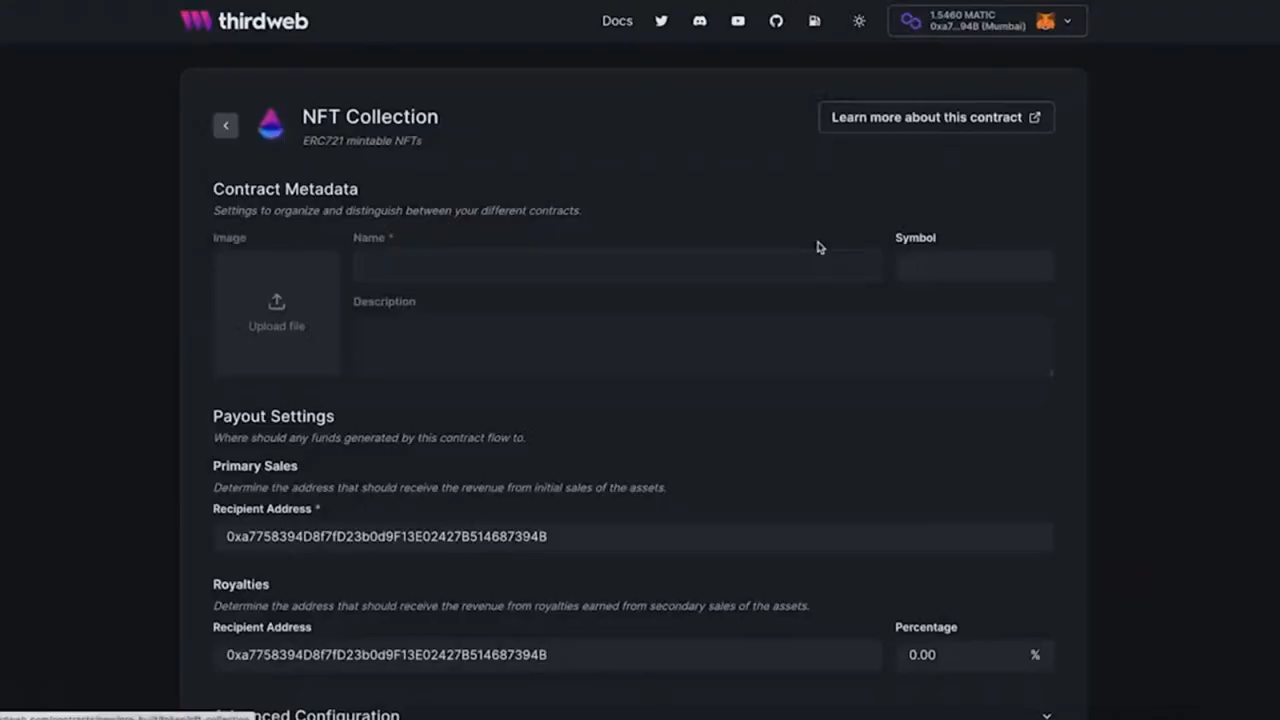 thirdweb
Docs
1.5460 MATIC
0xa7...94B (Mumbai)
NFT Collection
ERC721 mintable NFTs
Learn more about this contract
Contract Metadata
Settings to organize and distinguish between your different contracts.
Image
Name *
Symbol
Upload file
Description
Payout Settings
Where should any funds generated by this contract flow to.
Primary Sales
Determine the address that should receive the revenue from initial sales of the assets.
Recipient Address *
0xa7758394D8f7fD23b0d9F13E02427B514687394B
Royalties
Determine the address that should receive the revenue from royalties earned from secondary sales of the assets.
Recipient Address
Percentage
0xa7758394D8f7fD23b0d9F13E02427B514687394B
0.00 %
Configuration